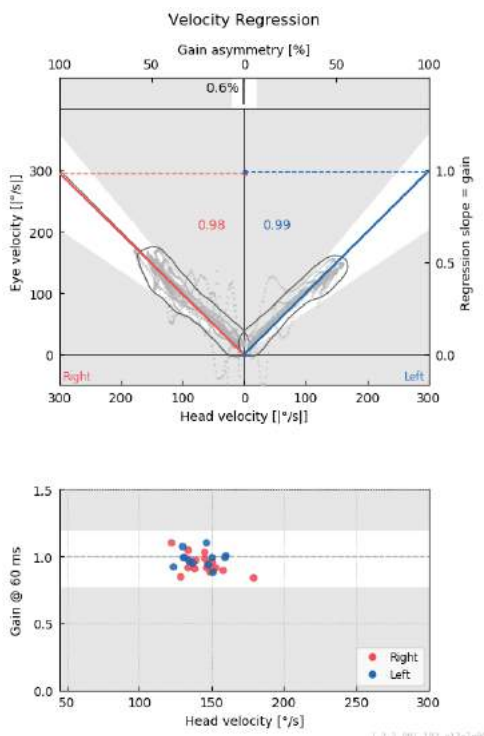 Velocity Regression
Gain asymmetry [%]
100 50 0 50 100
0.6%
300
200
100
0
Eye velocity [|°/s|]
0.98 0.99
1.0
0.5
0.0
Regression slope = gain
Right Left
300 200 100 0 100 200 300
Head velocity [|°/s|]
1.5
1.0
0.5
0.0
Gain @ 60 ms
Right
Left
50 100 150 200 250 300
Head velocity [°/s]